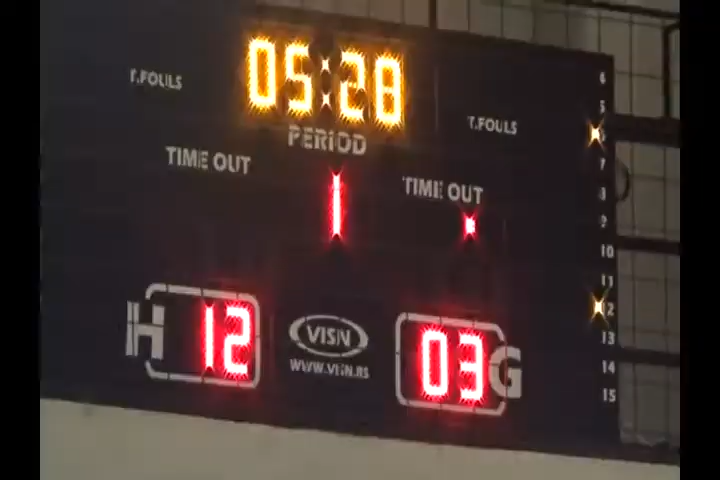 05:28
T.FOULS
T.FOULS
PERIOD
TIME OUT
1
TIME OUT
H 12
VISN
WWW.VISN.RS
03 G
4
5
6
7
8
9
10
11
12
13
14
15